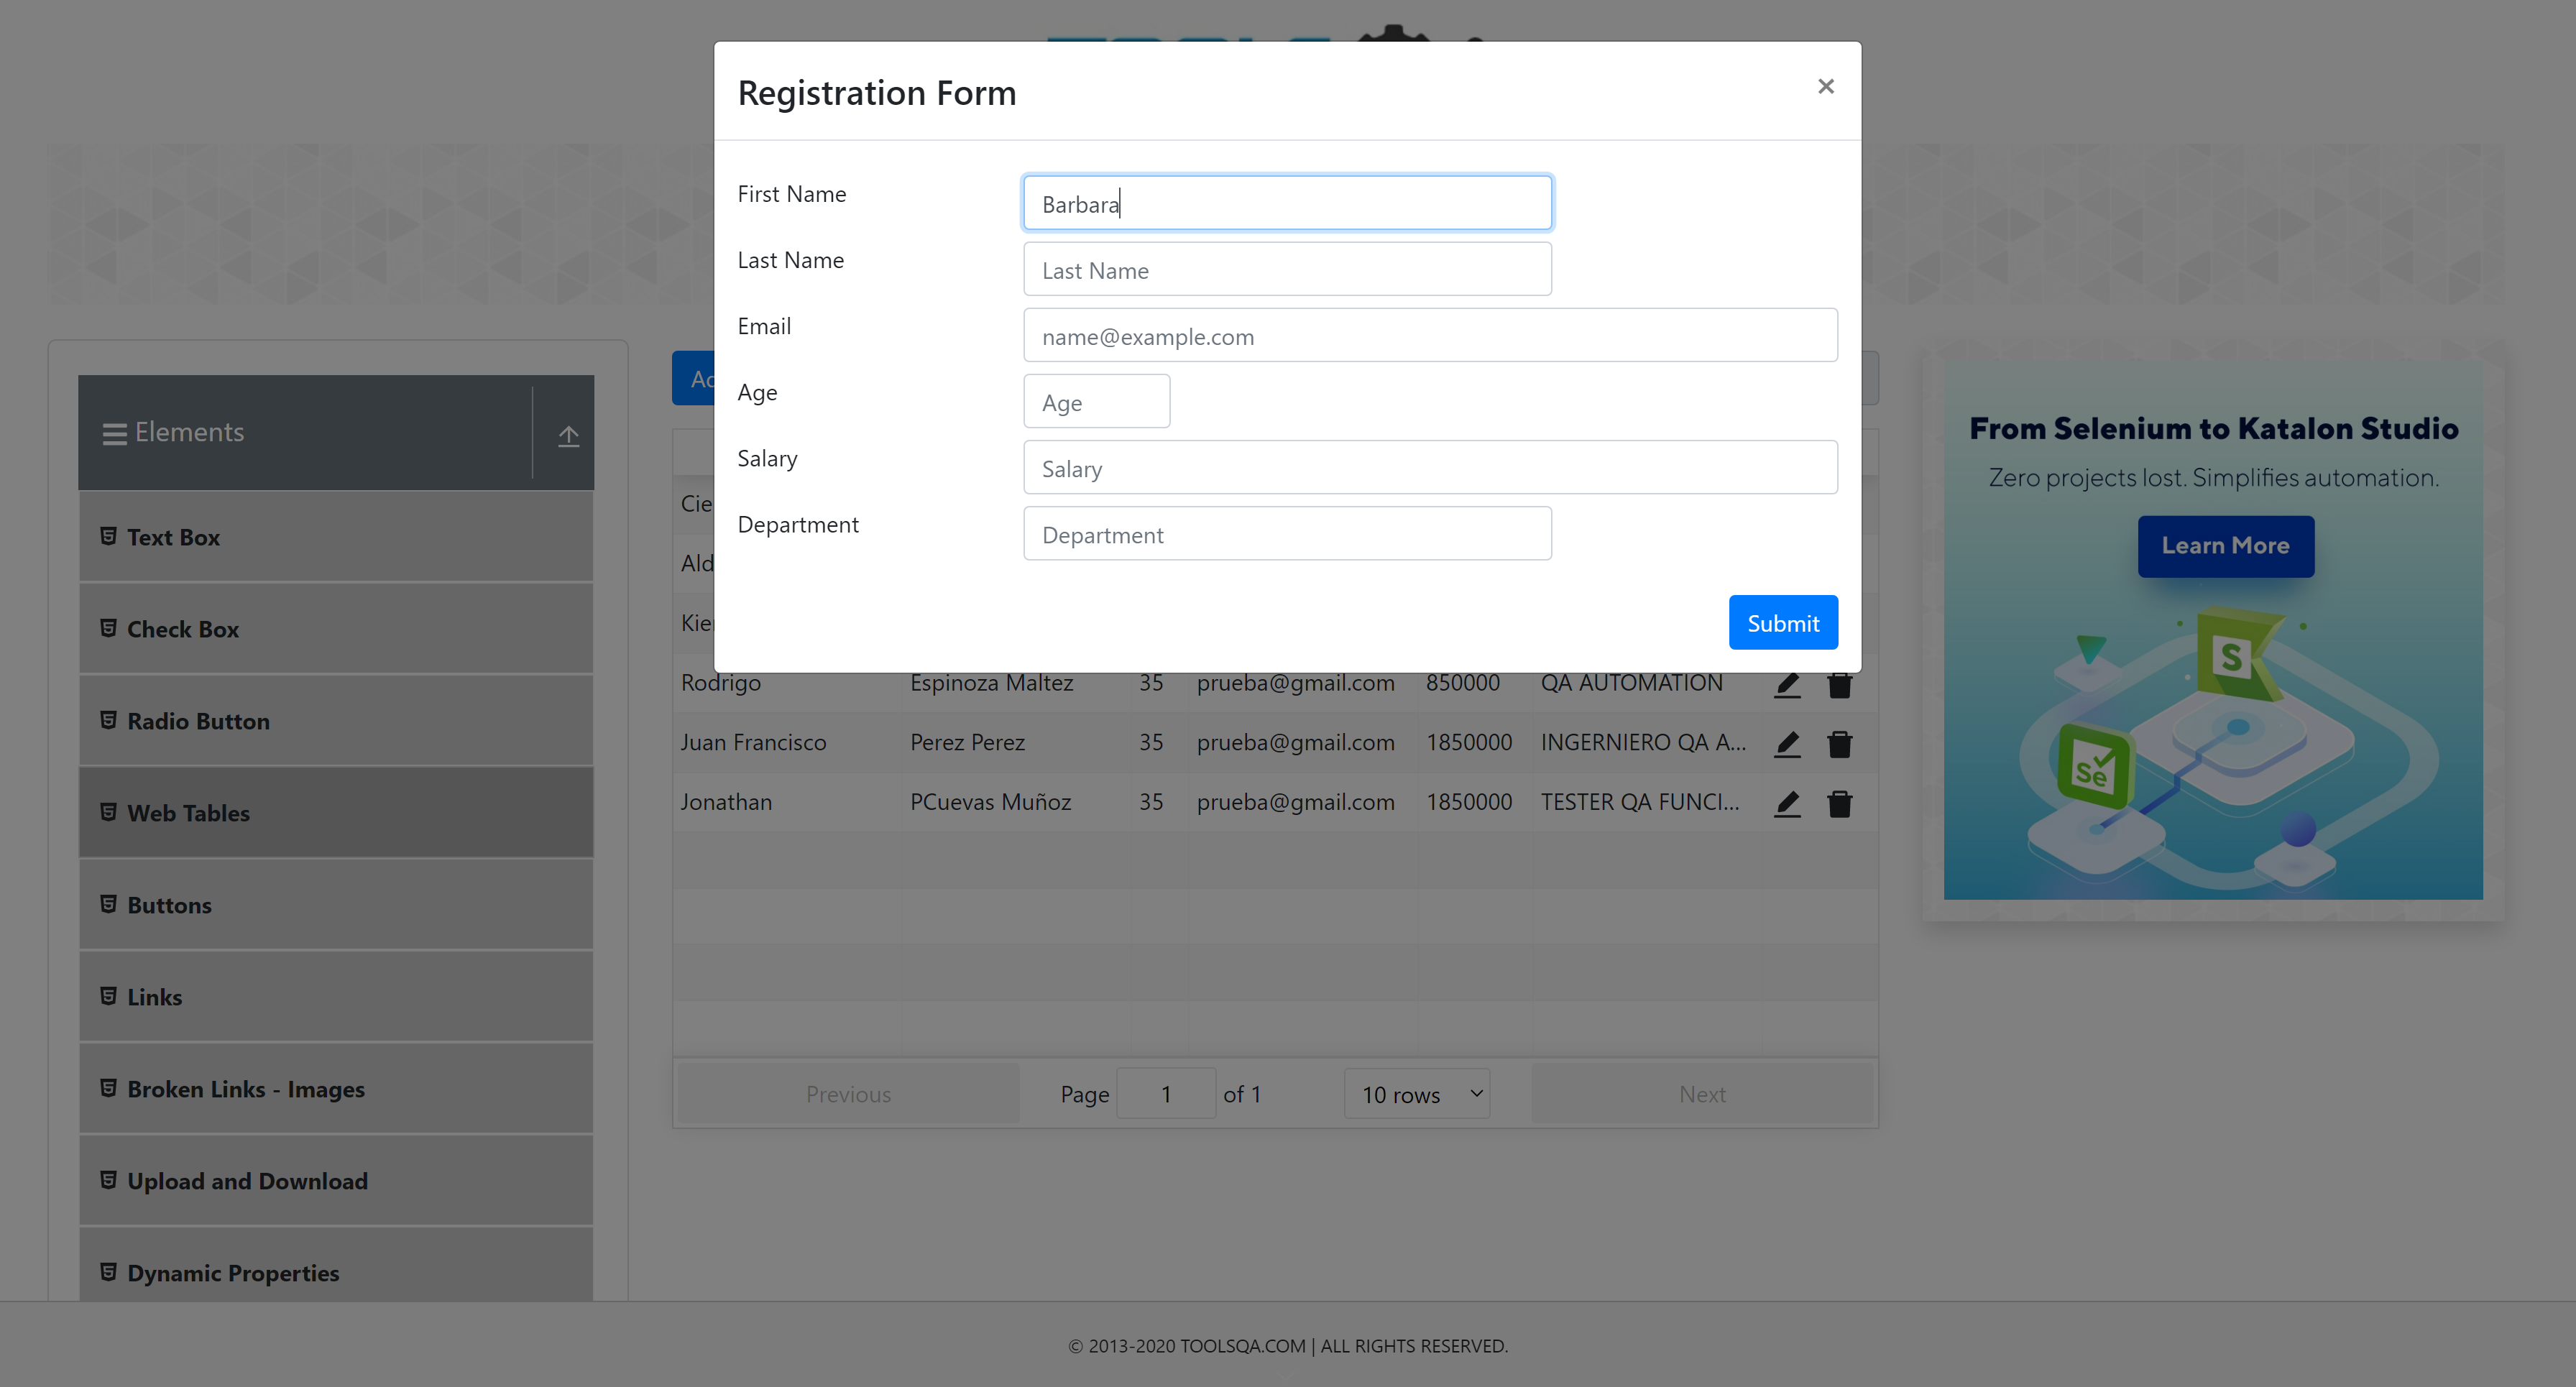 Registration Form
×
First Name
Barbara
Last Name
Last Name
Email
name@example.com
Age
Age
Salary
Salary
Department
Department
Submit
Elements
Text Box
Check Box
Radio Button
Web Tables
Buttons
Links
Broken Links - Images
Upload and Download
Dynamic Properties
Rodrigo Espinoza Maltez 35 prueba@gmail.com 850000 QA AUTOMATION
Juan Francisco Perez Perez 35 prueba@gmail.com 1850000 INGERNIERO QA A...
Jonathan PCuevas Muñoz 35 prueba@gmail.com 1850000 TESTER QA FUNCI...
Previous Page 1 of 1 10 rows Next
From Selenium to Katalon Studio
Zero projects lost. Simplifies automation.
Learn More
S
Se
© 2013-2020 TOOLSQA.COM | ALL RIGHTS RESERVED.